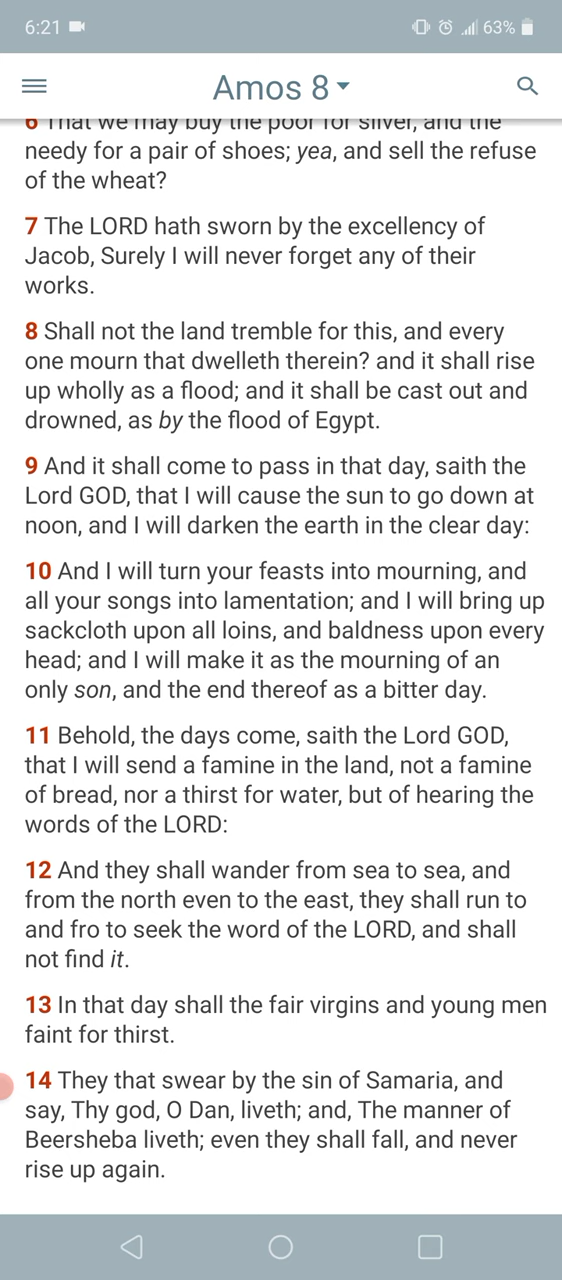 6:21
63%
Amos 8
6 That we may buy the poor for silver, and the
needy for a pair of shoes; yea, and sell the refuse
of the wheat?
7 The LORD hath sworn by the excellency of
Jacob, Surely I will never forget any of their
works.
8 Shall not the land tremble for this, and every
one mourn that dwelleth therein? and it shall rise
up wholly as a flood; and it shall be cast out and
drowned, as by the flood of Egypt.
9 And it shall come to pass in that day, saith the
Lord GOD, that I will cause the sun to go down at
noon, and I will darken the earth in the clear day:
10 And I will turn your feasts into mourning, and
all your songs into lamentation; and I will bring up
sackcloth upon all loins, and baldness upon every
head; and I will make it as the mourning of an
only son, and the end thereof as a bitter day.
11 Behold, the days come, saith the Lord GOD,
that I will send a famine in the land, not a famine
of bread, nor a thirst for water, but of hearing the
words of the LORD:
12 And they shall wander from sea to sea, and
from the north even to the east, they shall run to
and fro to seek the word of the LORD, and shall
not find it.
13 In that day shall the fair virgins and young men
faint for thirst.
14 They that swear by the sin of Samaria, and
say, Thy god, O Dan, liveth; and, The manner of
Beersheba liveth; even they shall fall, and never
rise up again.